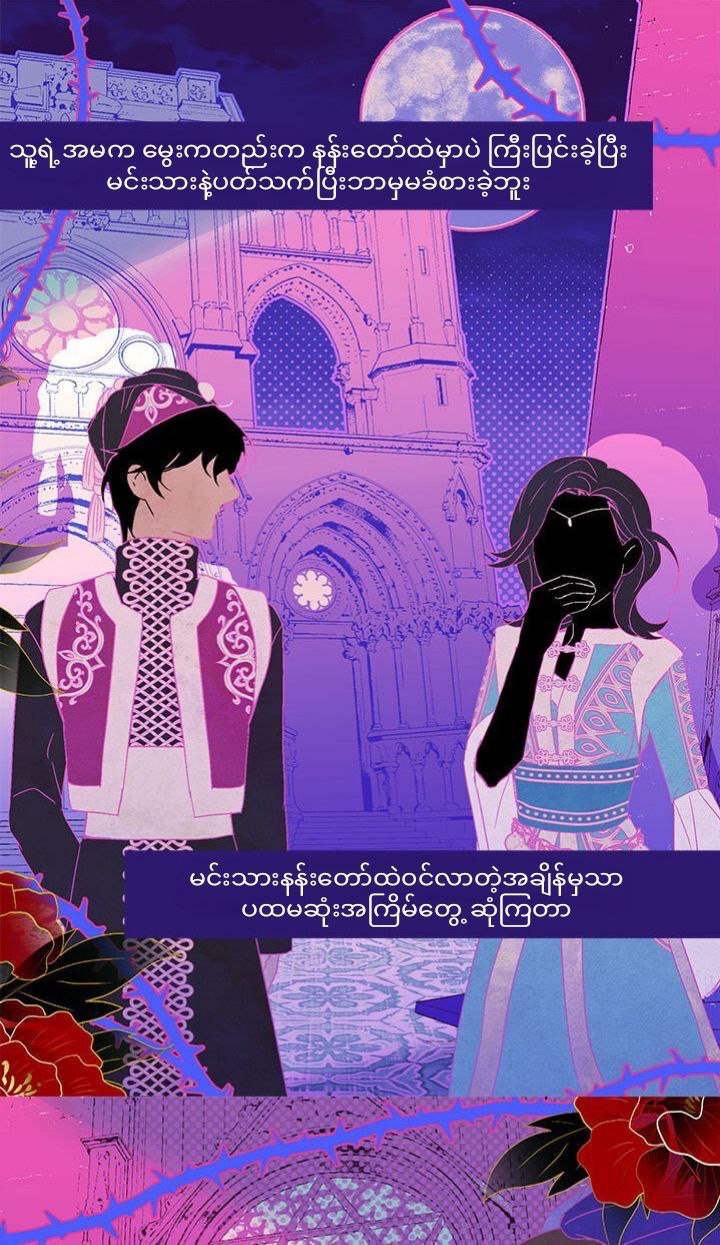 သူ့ရဲ့အမက မွေးကတည်းက နန်းတော်ထဲမှာပဲ ကြီးပြင်းခဲ့ပြီး
မင်းသားနဲ့ပတ်သက်ပြီးဘာမှမခံစားခဲ့ဘူး
မင်းသားနန်းတော်ထဲဝင်လာတဲ့အချိန်မှသာ
ပထမဆုံးအကြိမ်တွေ့ ဆုံကြတာ